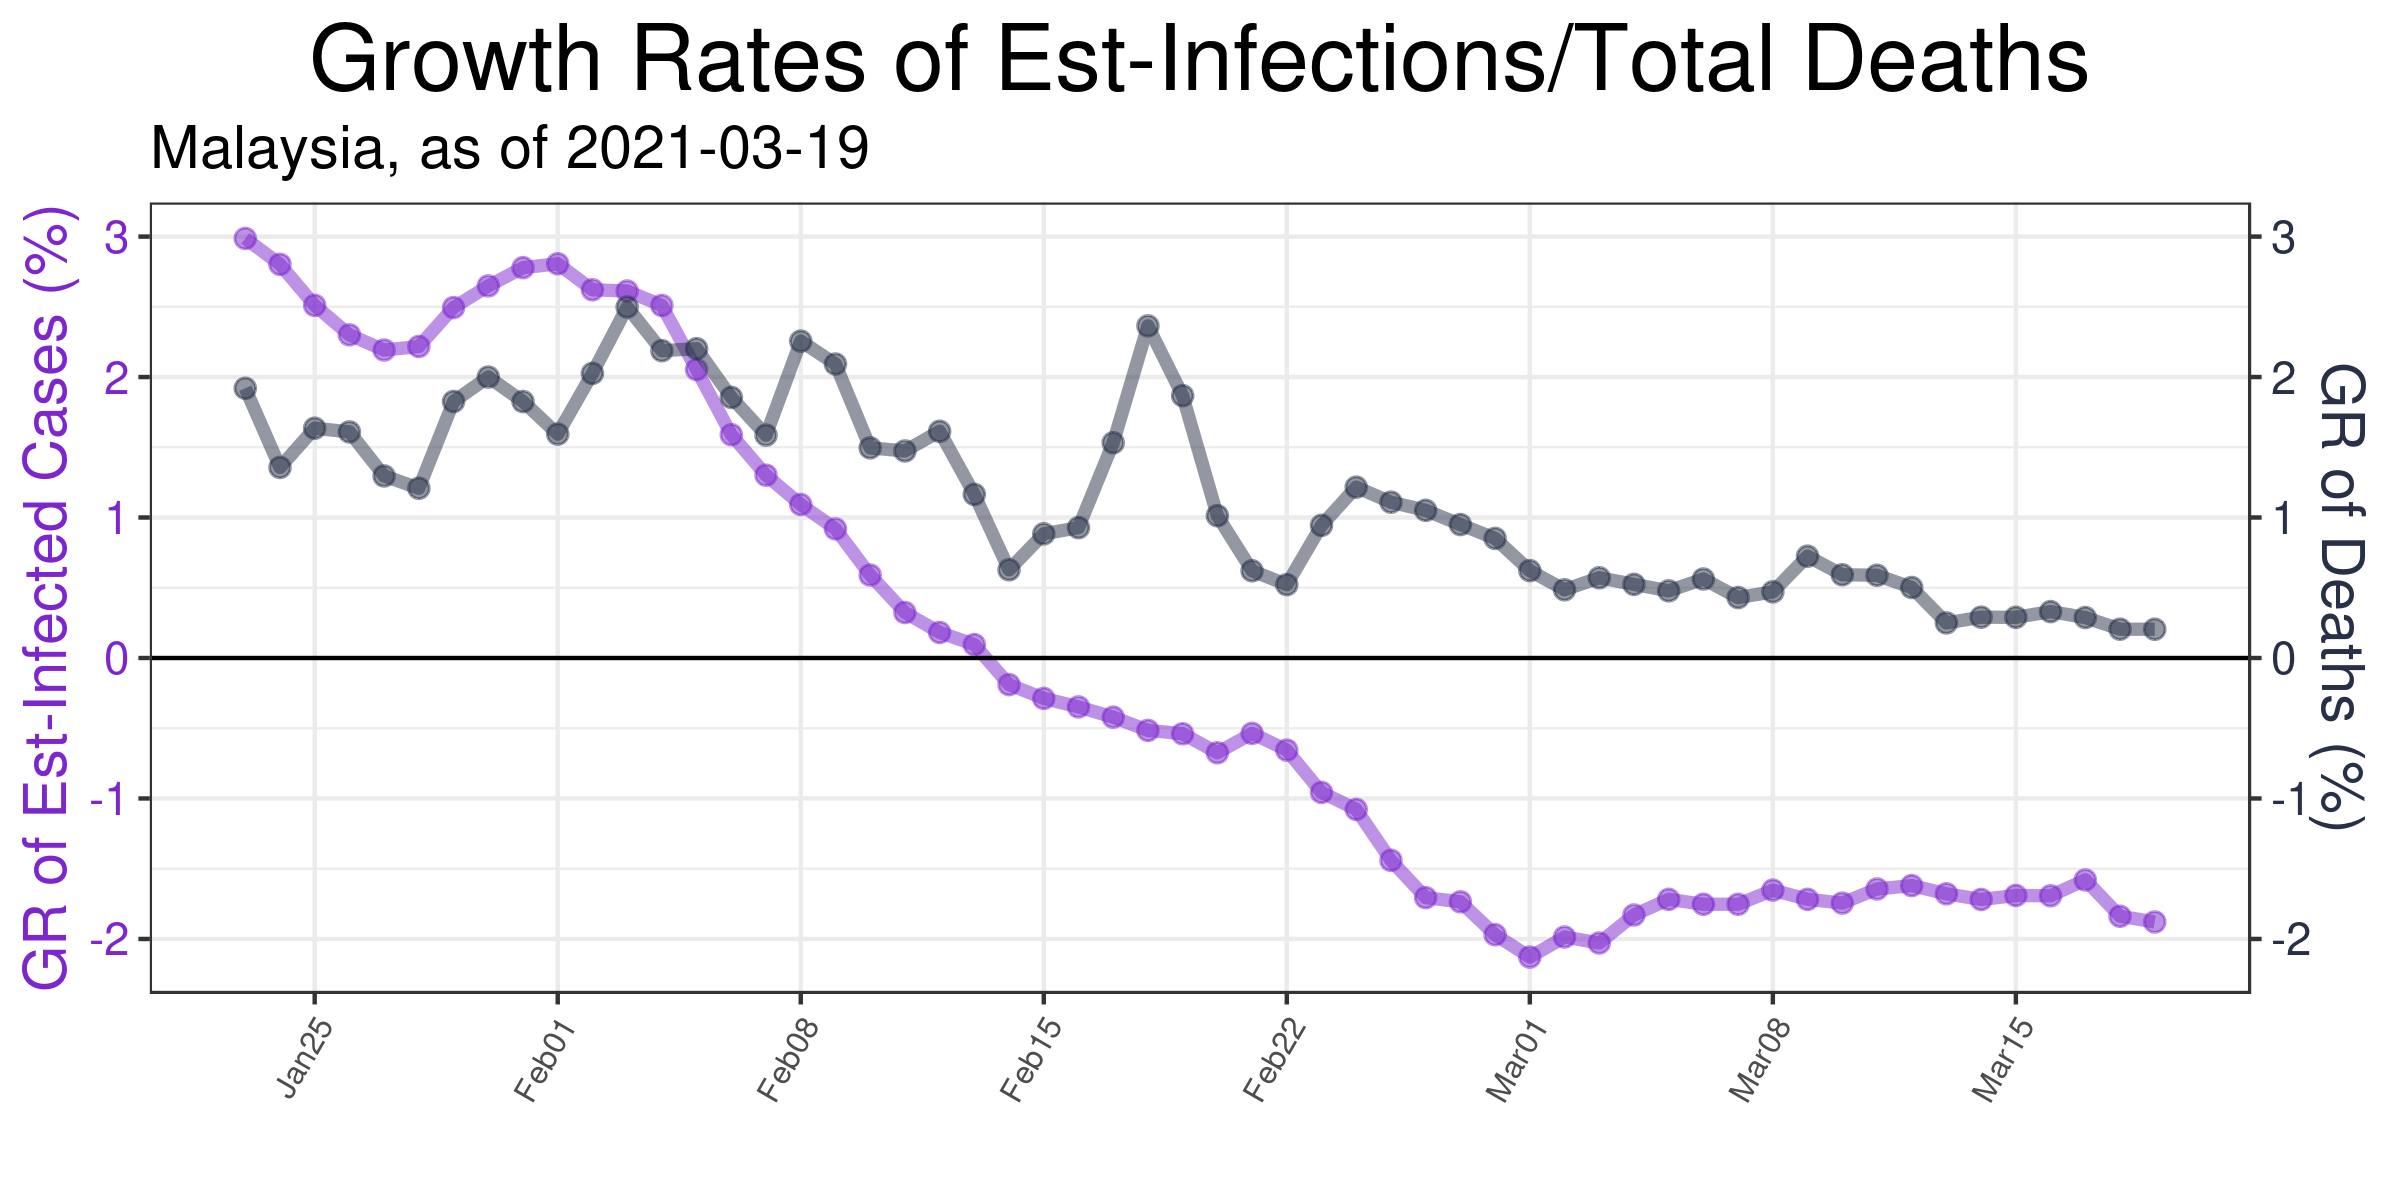 Growth Rates of Est-Infections/Total Deaths
Malaysia, as of 2021-03-19
GR of Est-Infected Cases (%)
3
2
1
0
-1
-2
3
2
1
0
-1
-2
GR of Deaths (%)
Jan25
Feb01
Feb08
Feb15
Feb22
Mar01
Mar08
Mar15